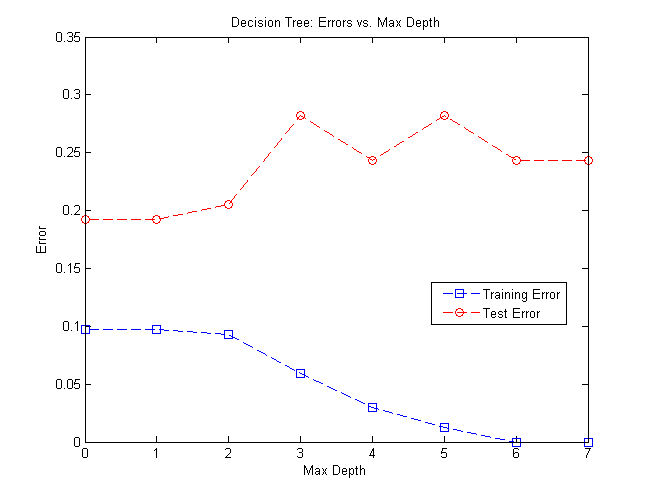 Decision Tree: Errors vs. Max Depth
0.35
0.3
0.25
0.2
0.15
0.1
0.05
0
Error
Training Error
Test Error
0 1 2 3 4 5 6 7
Max Depth